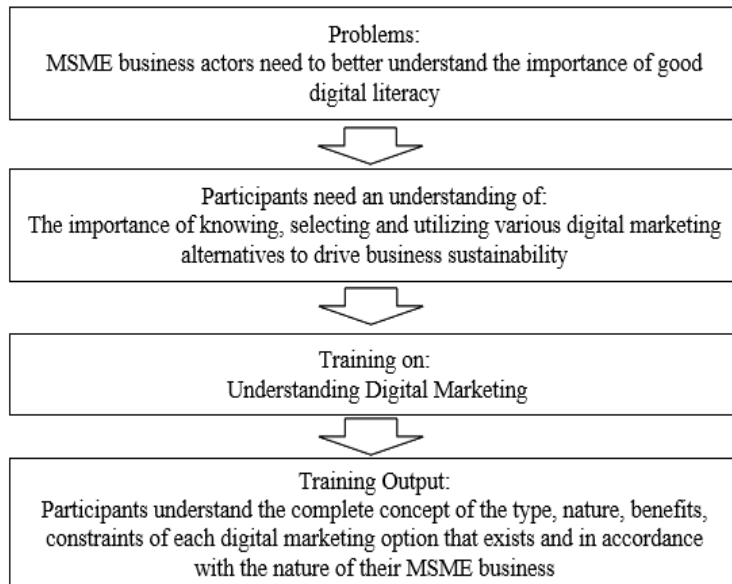 Problems:
MSME business actors need to better understand the importance of good
digital literacy
Participants need an understanding of:
The importance of knowing, selecting and utilizing various digital marketing
alternatives to drive business sustainability
Training on:
Understanding Digital Marketing
Training Output:
Participants understand the complete concept of the type, nature, benefits,
constraints of each digital marketing option that exists and in accordance
with the nature of their MSME business